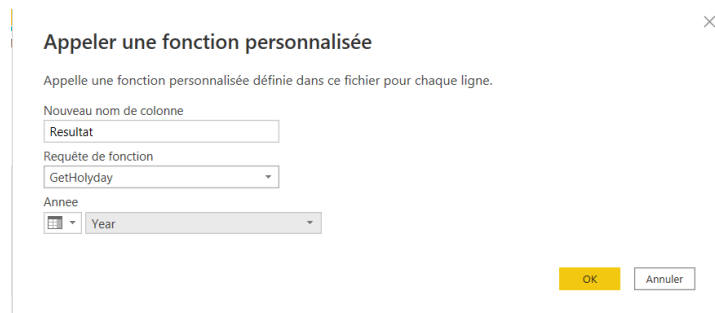 Appeler une fonction personnalisée
Appelle une fonction personnalisée définie dans ce fichier pour chaque ligne.
Nouveau nom de colonne
Resultat
Requête de fonction
GetHolyday
Annee
Year
OK Annuler